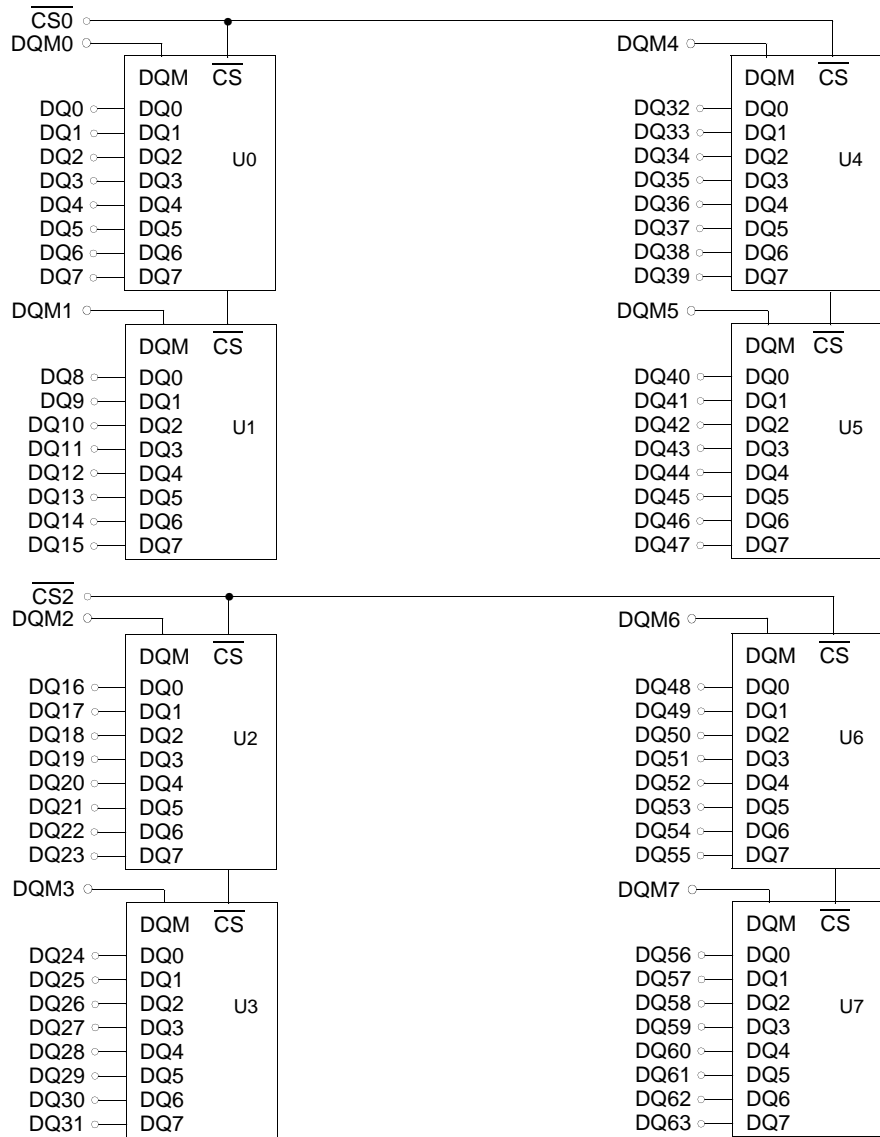 CS0
DQM0 DQM4
DQM CS DQM CS
DQ0 DQ0 DQ32 DQ0
DQ1 DQ1 DQ33 DQ1
DQ2 DQ2 U0 DQ34 DQ2 U4
DQ3 DQ3 DQ35 DQ3
DQ4 DQ4 DQ36 DQ4
DQ5 DQ5 DQ37 DQ5
DQ6 DQ6 DQ38 DQ6
DQ7 DQ7 DQ39 DQ7
DQM1 DQM5
DQM CS DQM CS
DQ8 DQ0 DQ40 DQ0
DQ9 DQ1 DQ41 DQ1
DQ10 DQ2 U1 DQ42 DQ2 U5
DQ11 DQ3 DQ43 DQ3
DQ12 DQ4 DQ44 DQ4
DQ13 DQ5 DQ45 DQ5
DQ14 DQ6 DQ46 DQ6
DQ15 DQ7 DQ47 DQ7
CS2
DQM2 DQM6
DQM CS DQM CS
DQ16 DQ0 DQ48 DQ0
DQ17 DQ1 DQ49 DQ1
DQ18 DQ2 U2 DQ50 DQ2 U6
DQ19 DQ3 DQ51 DQ3
DQ20 DQ4 DQ52 DQ4
DQ21 DQ5 DQ53 DQ5
DQ22 DQ6 DQ54 DQ6
DQ23 DQ7 DQ55 DQ7
DQM3 DQM7
DQM CS DQM CS
DQ24 DQ0 DQ56 DQ0
DQ25 DQ1 DQ57 DQ1
DQ26 DQ2 U3 DQ58 DQ2 U7
DQ27 DQ3 DQ59 DQ3
DQ28 DQ4 DQ60 DQ4
DQ29 DQ5 DQ61 DQ5
DQ30 DQ6 DQ62 DQ6
DQ31 DQ7 DQ63 DQ7